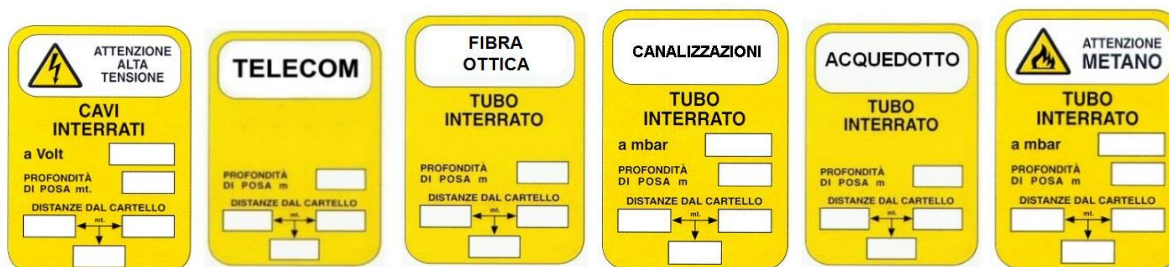 ATTENZIONE
ALTA
TENSIONE
CAVI
INTERRATI
a Volt
PROFONDITÀ
DI POSA mt.
DISTANZE DAL CARTELLO
mt.
TELECOM
PROFONDITÀ
DI POSA m
DISTANZE DAL CARTELLO
mt.
FIBRA
OTTICA
TUBO
INTERRATO
PROFONDITÀ
DI POSA m
DISTANZE DAL CARTELLO
mt.
CANALIZZAZIONI
TUBO
INTERRATO
a mbar
PROFONDITÀ
DI POSA m
DISTANZE DAL CARTELLO
mt.
ACQUEDOTTO
TUBO
INTERRATO
PROFONDITÀ
DI POSA m
DISTANZE DAL CARTELLO
mt.
ATTENZIONE
METANO
TUBO
INTERRATO
a mbar
PROFONDITÀ
DI POSA m
DISTANZE DAL CARTELLO
mt.